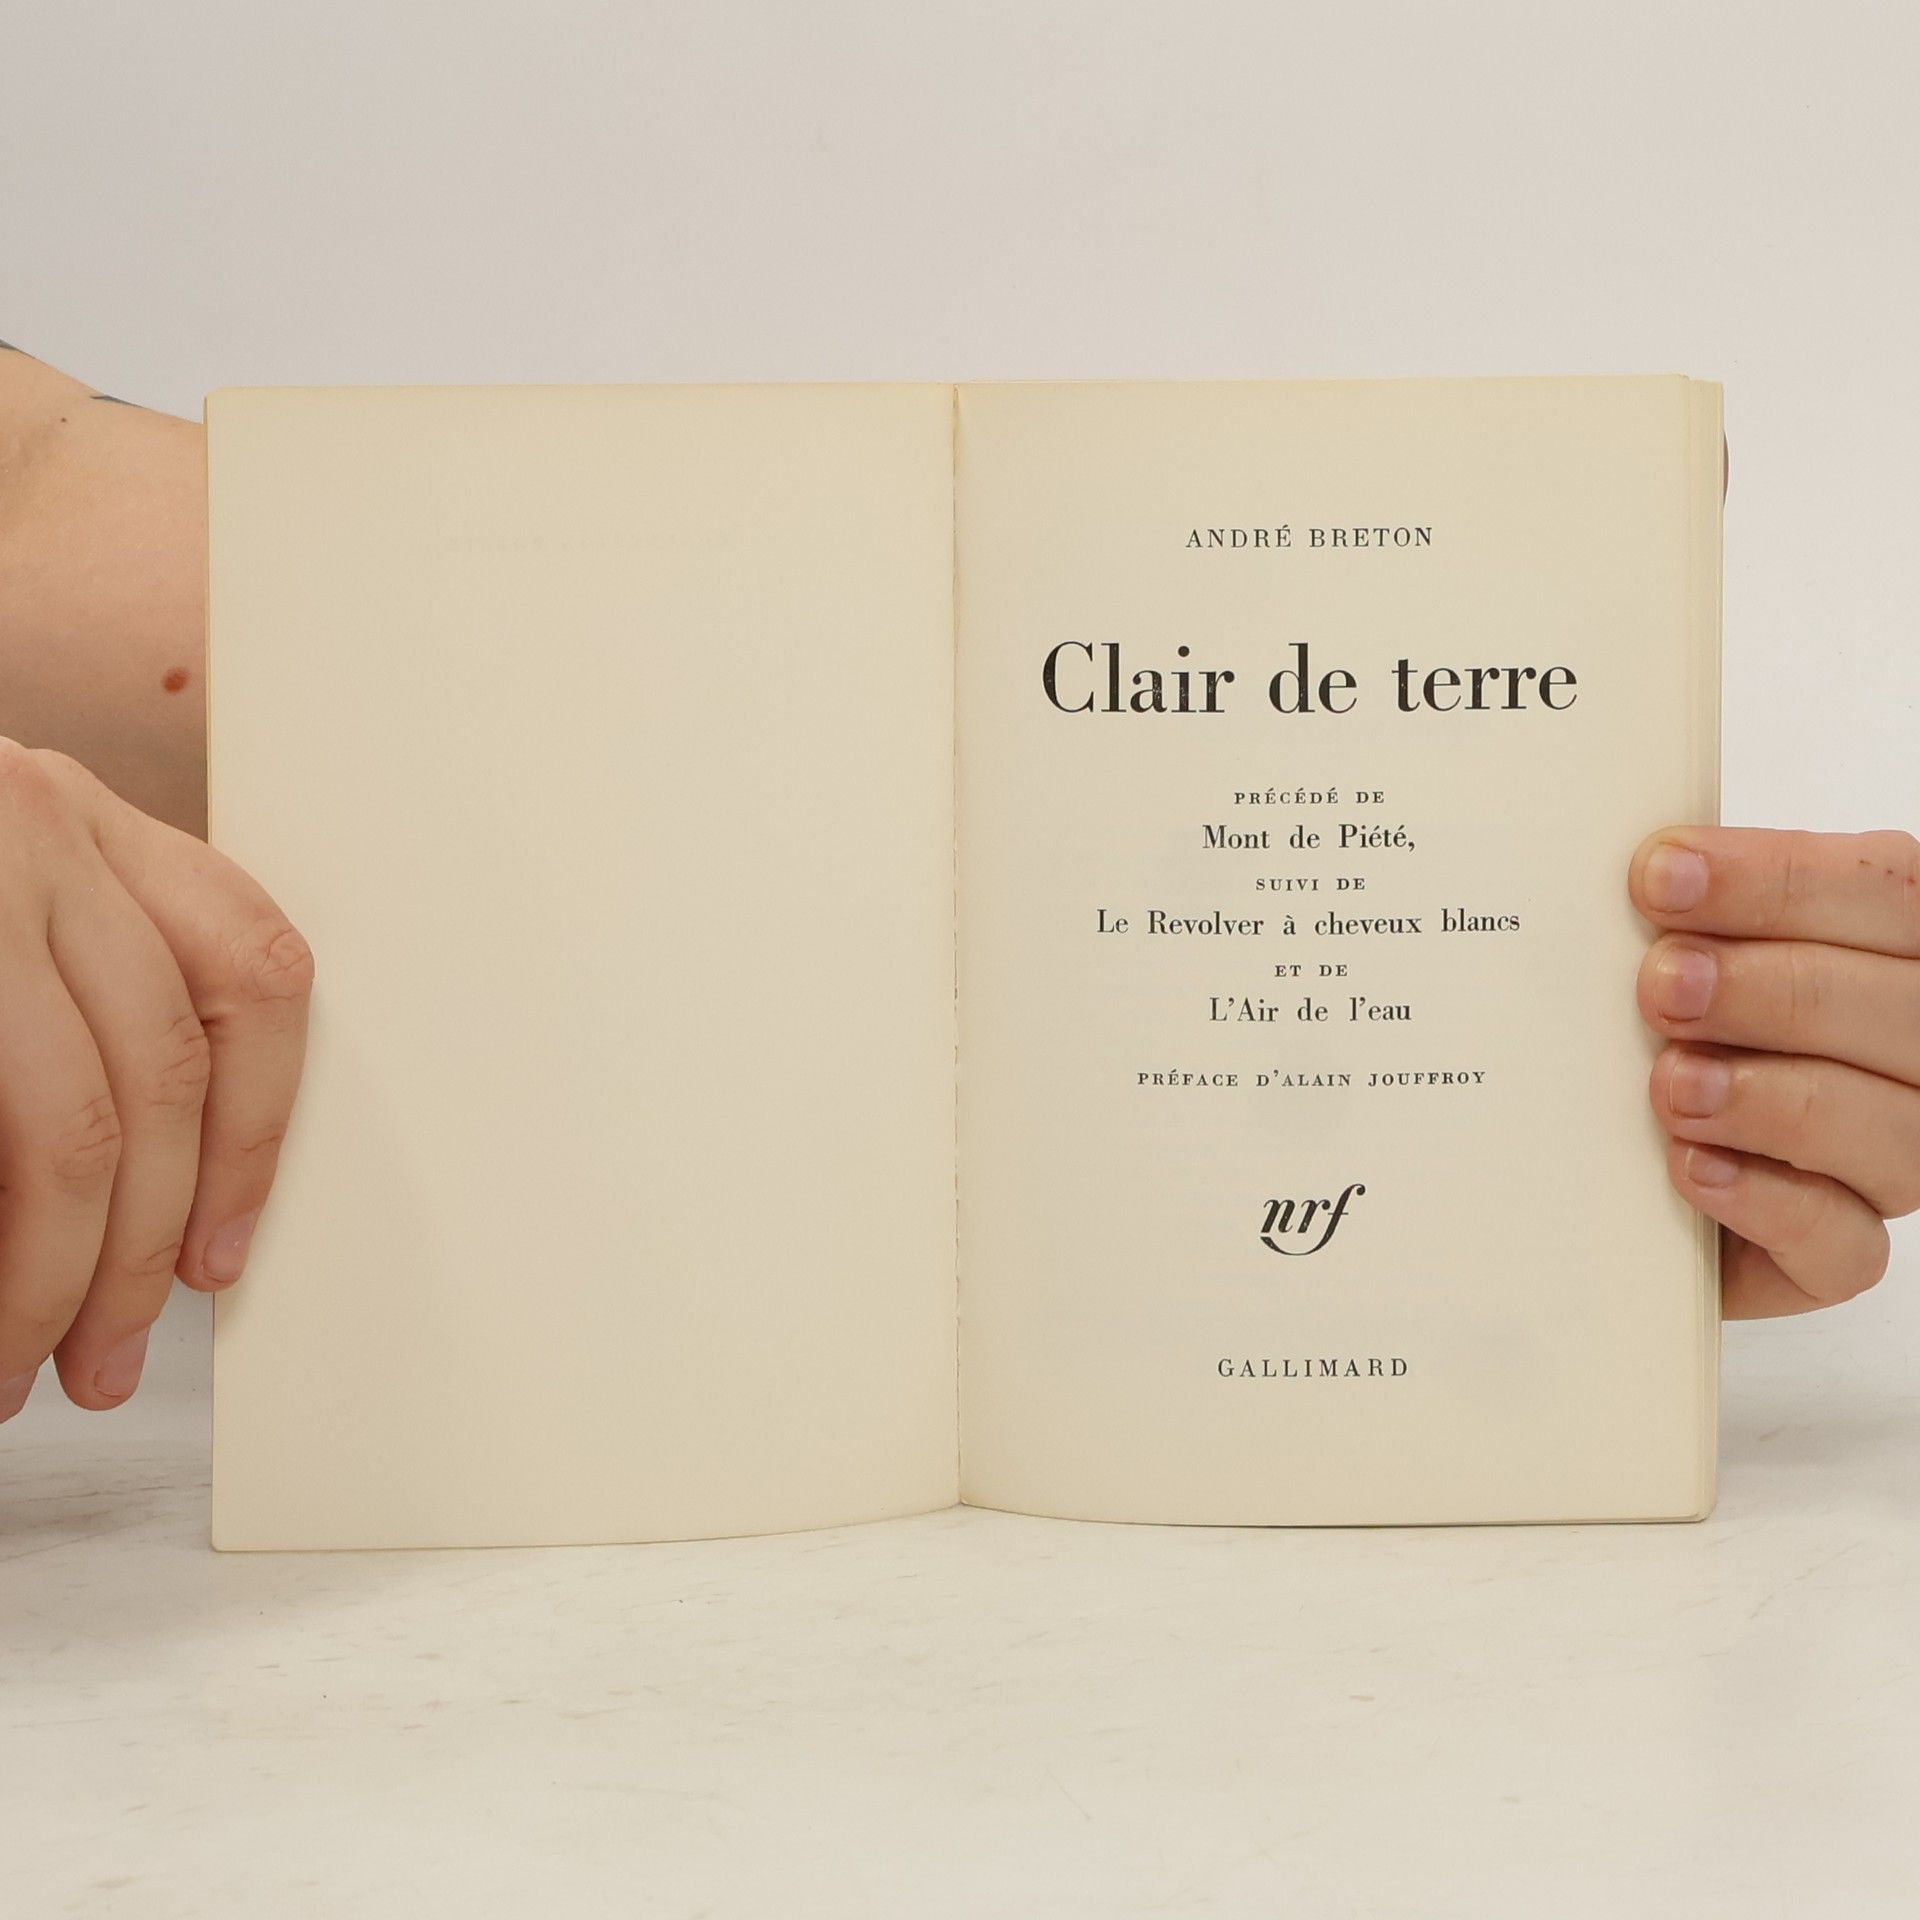 ANDRÉ BRETON
Clair de terre
PRÉCÉDÉ DE
Mont de Piété,
SUIVI DE
Le Revolver à cheveux blancs
ET DE
L'Air de l'eau
PRÉFACE D'ALAIN JOUFFROY
nrf
GALLIMARD